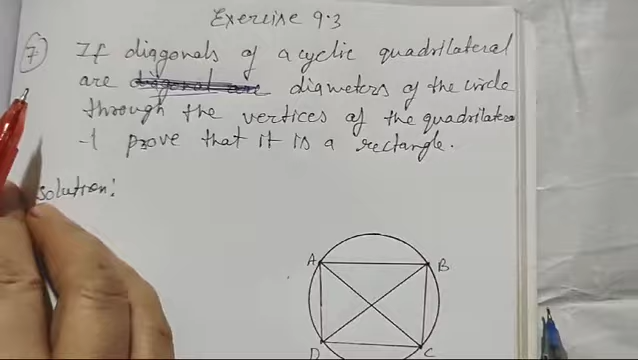 Exercise 9.3
7. If diagonals of a cyclic quadrilateral
are diameters of the circle
through the vertices of the quadrilatera
l prove that it is a rectangle.
solution:
A
B
D
C